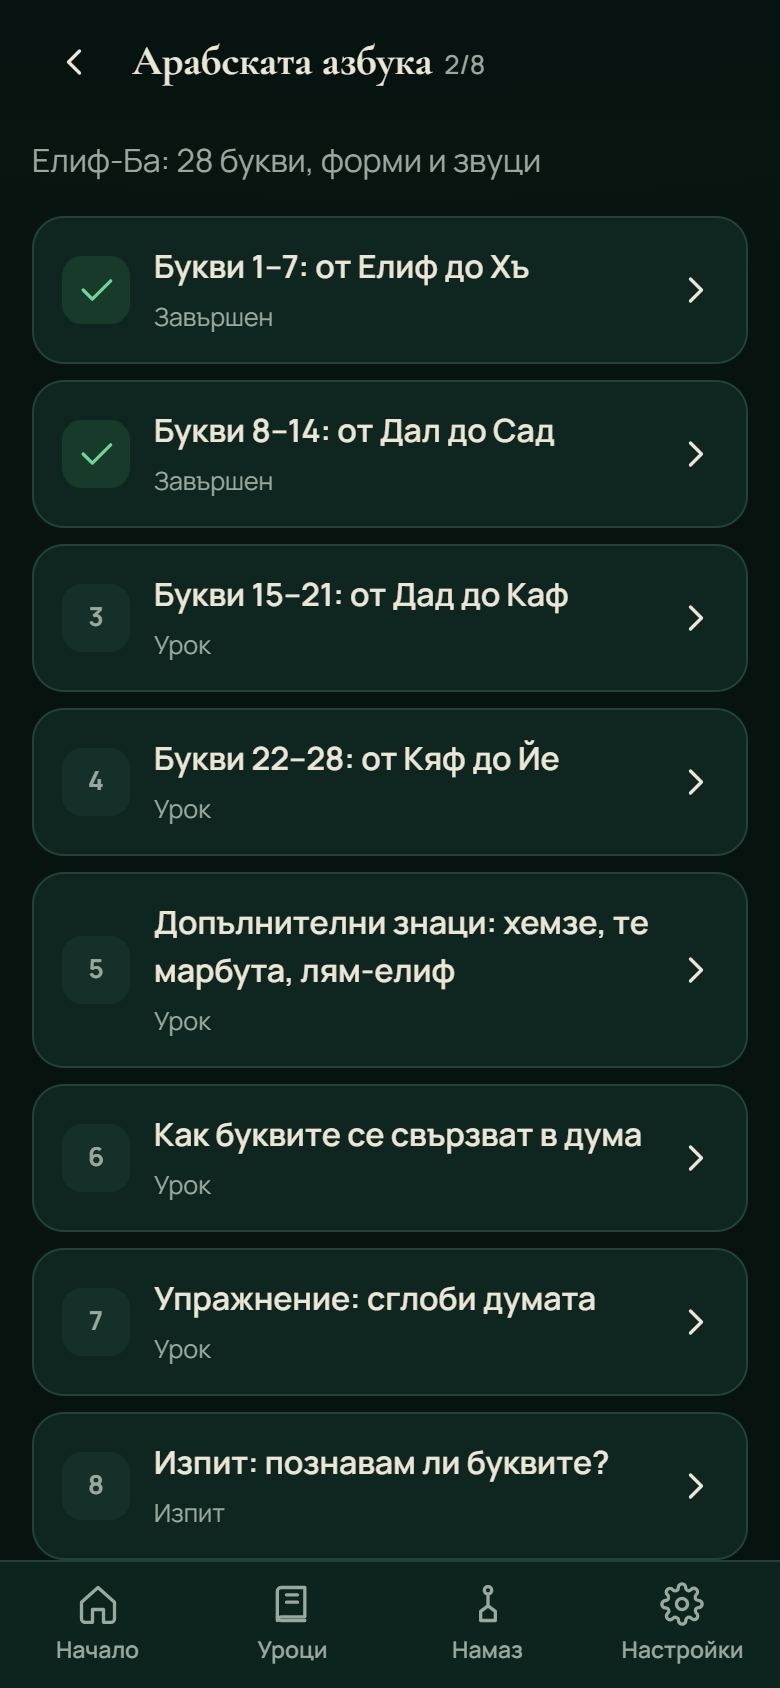 Арабската азбука 2/8
Елиф-Ба: 28 букви, форми и звуци
Букви 1–7: от Елиф до Хъ
Завършен
Букви 8–14: от Дал до Сад
Завършен
3
Букви 15–21: от Дад до Каф
Урок
4
Букви 22–28: от Кяф до Йе
Урок
5
Допълнителни знаци: хемзе, те
марбута, лям-елиф
Урок
6
Как буквите се свързват в дума
Урок
7
Упражнение: сглоби думата
Урок
8
Изпит: познавам ли буквите?
Изпит
Начало Уроци Намаз Настройки